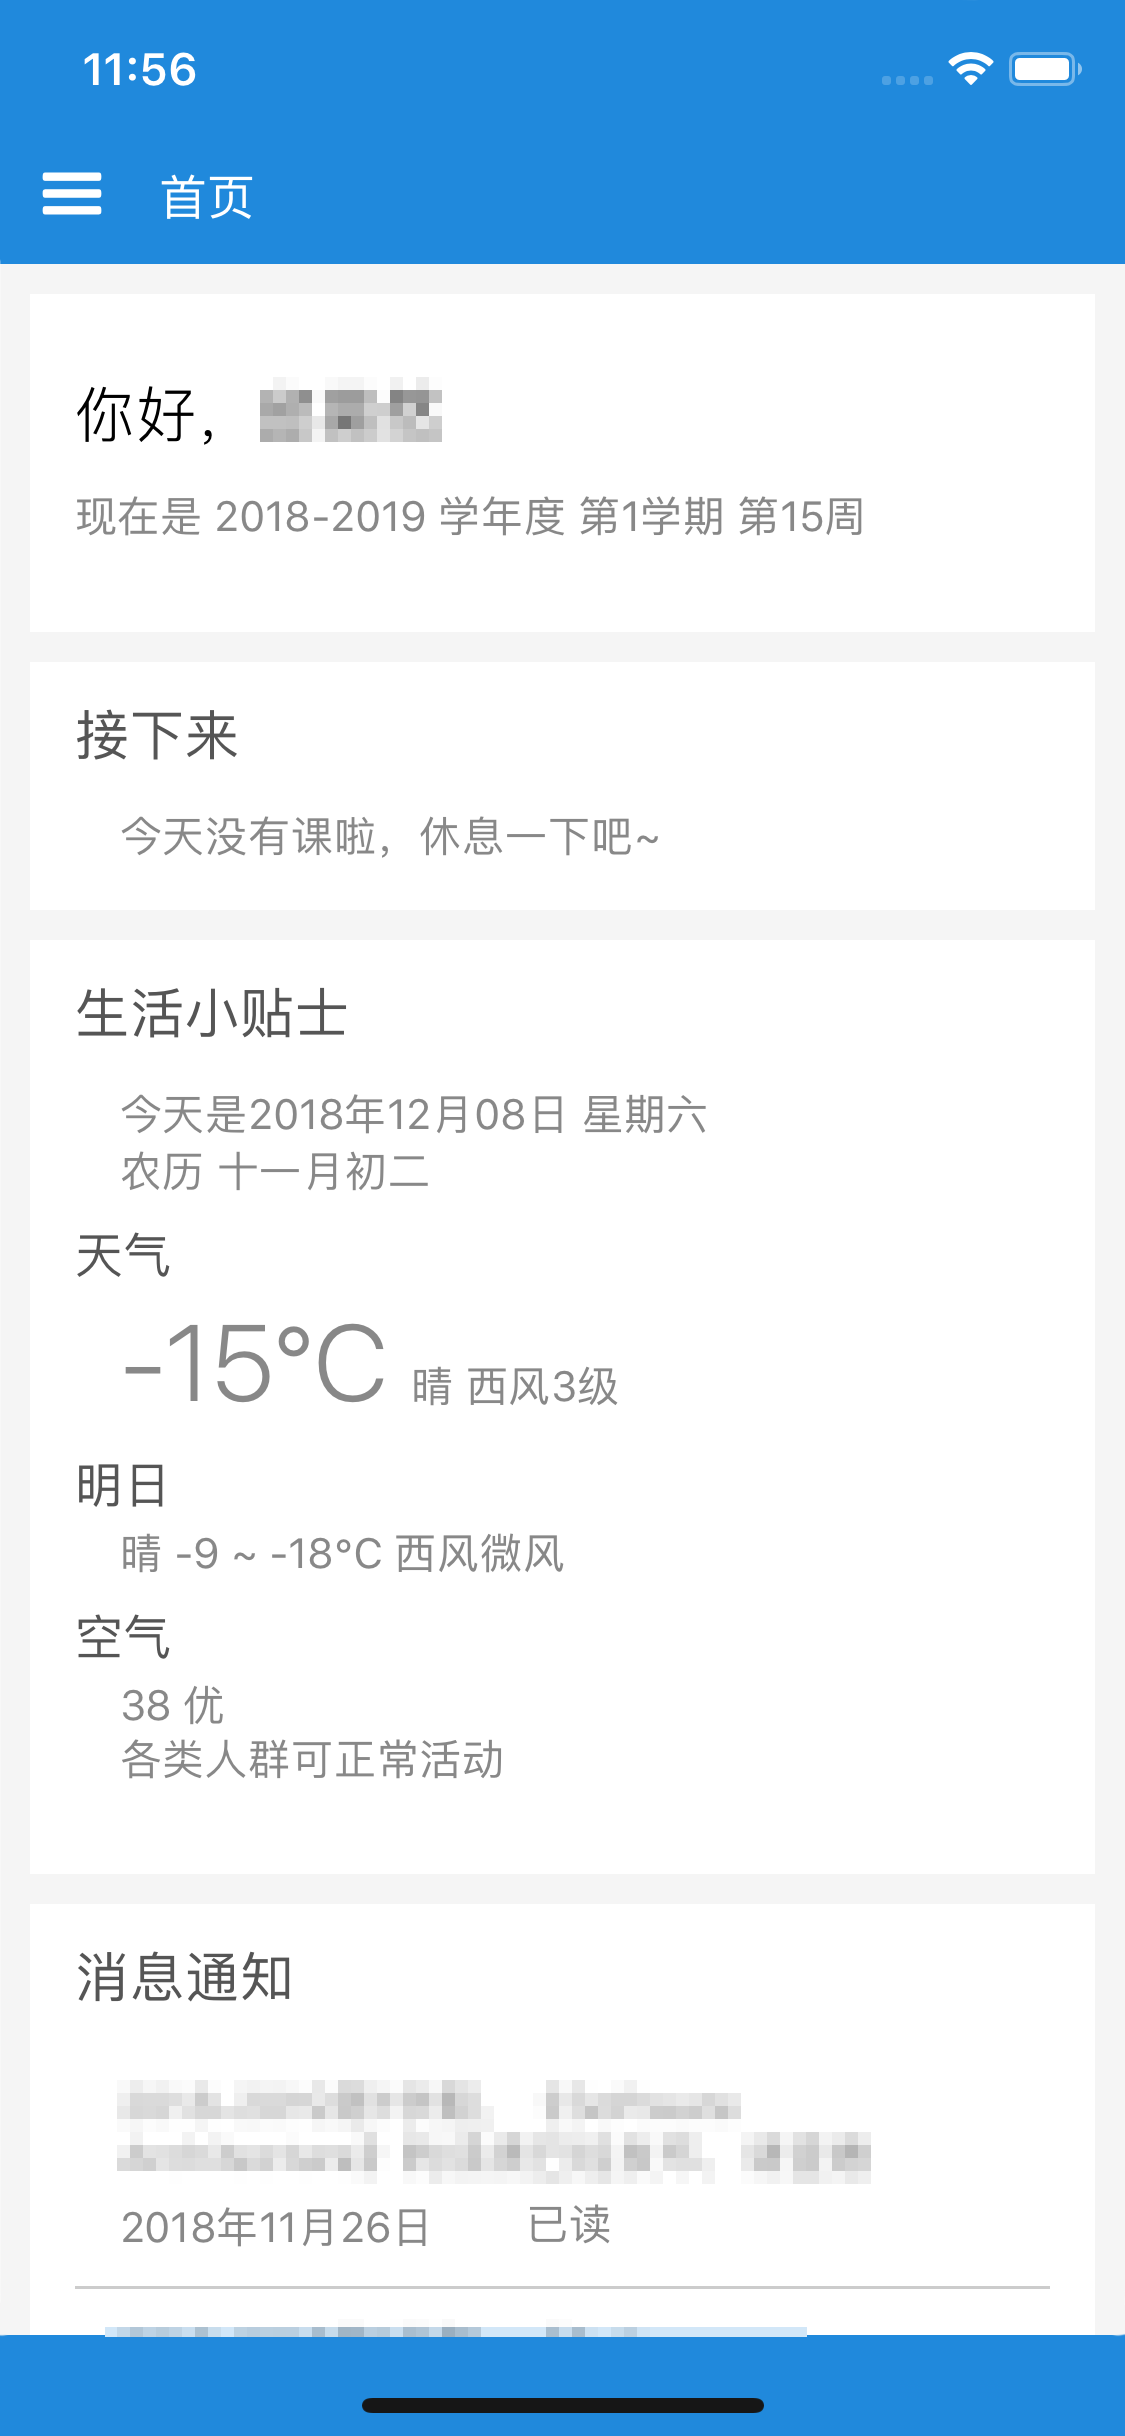 11:56
首页
你好，
现在是 2018-2019 学年度 第1学期 第15周
接下来
今天没有课啦，休息一下吧~
生活小贴士
今天是2018年12月08日 星期六
农历 十一月初二
天气
-15°C 晴 西风3级
明日
晴 -9 ~ -18°C 西风微风
空气
38 优
各类人群可正常活动
消息通知
2018年11月26日 已读